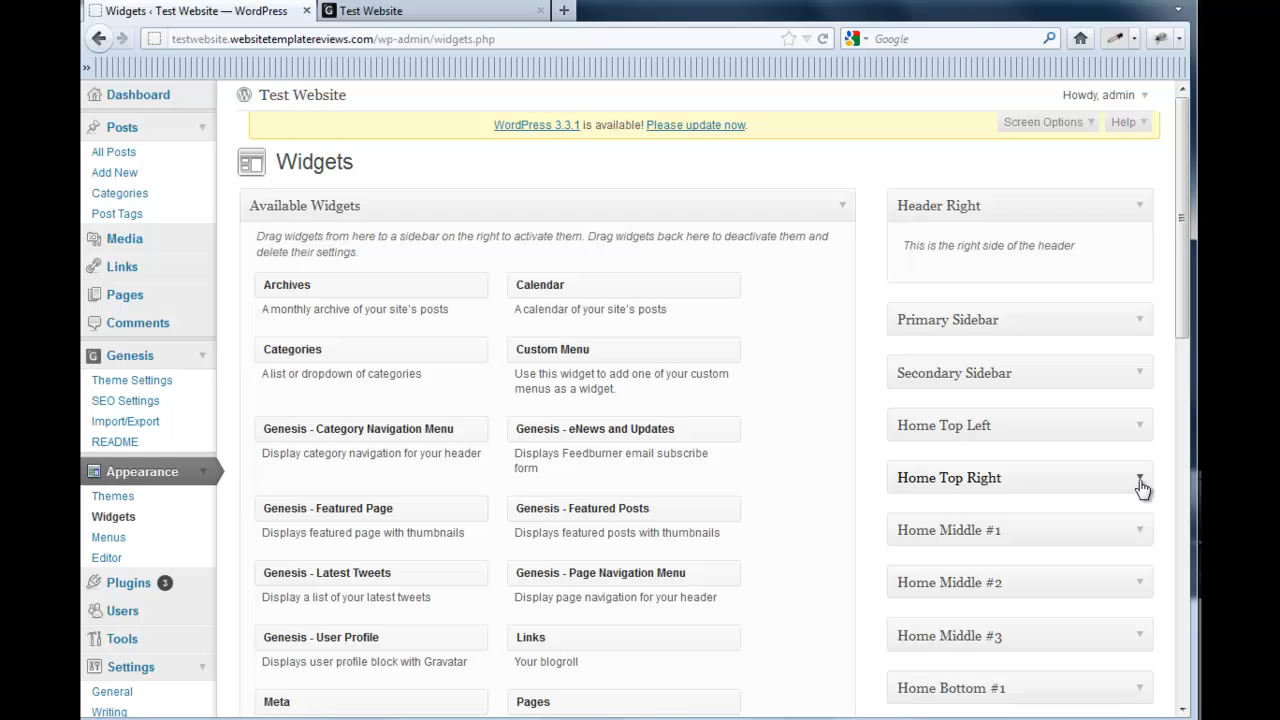 Widgets ‹ Test Website — WordPress
Test Website
testwebsite.websitetemplatereviews.com/wp-admin/widgets.php
Google
Dashboard
Posts
All Posts
Add New
Categories
Post Tags
Media
Links
Pages
Comments
Genesis
Theme Settings
SEO Settings
Import/Export
README
Appearance
Themes
Widgets
Menus
Editor
Plugins 3
Users
Tools
Settings
General
Writing
Test Website
Howdy, admin
WordPress 3.3.1 is available! Please update now.
Screen Options
Help
Widgets
Available Widgets
Drag widgets from here to a sidebar on the right to activate them. Drag widgets back here to deactivate them and
delete their settings.
Archives
A monthly archive of your site's posts
Calendar
A calendar of your site's posts
Categories
A list or dropdown of categories
Custom Menu
Use this widget to add one of your custom
menus as a widget.
Genesis - Category Navigation Menu
Displays category navigation for your header
Genesis - eNews and Updates
Displays Feedburner email subscribe
form
Genesis - Featured Page
Displays featured page with thumbnails
Genesis - Featured Posts
Displays featured posts with thumbnails
Genesis - Latest Tweets
Display a list of your latest tweets
Genesis - Page Navigation Menu
Display page navigation for your header
Genesis - User Profile
Displays user profile block with Gravatar
Links
Your blogroll
Meta
Pages
Header Right
This is the right side of the header
Primary Sidebar
Secondary Sidebar
Home Top Left
Home Top Right
Home Middle #1
Home Middle #2
Home Middle #3
Home Bottom #1